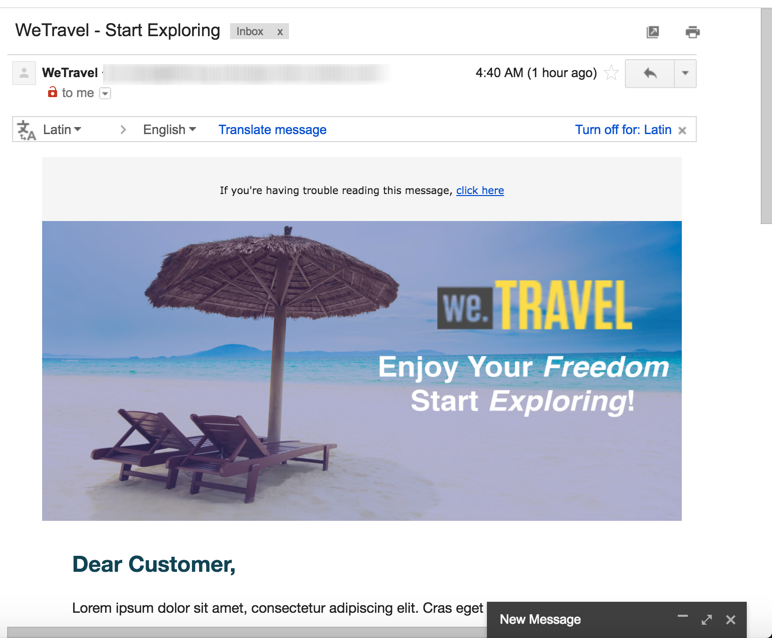 WeTravel - Start Exploring Inbox x
WeTravel 4:40 AM (1 hour ago)
to me
Latin > English Translate message Turn off for: Latin x
If you're having trouble reading this message, click here
we.TRAVEL
Enjoy Your Freedom
Start Exploring!
Dear Customer,
Lorem ipsum dolor sit amet, consectetur adipiscing elit. Cras eget
New Message